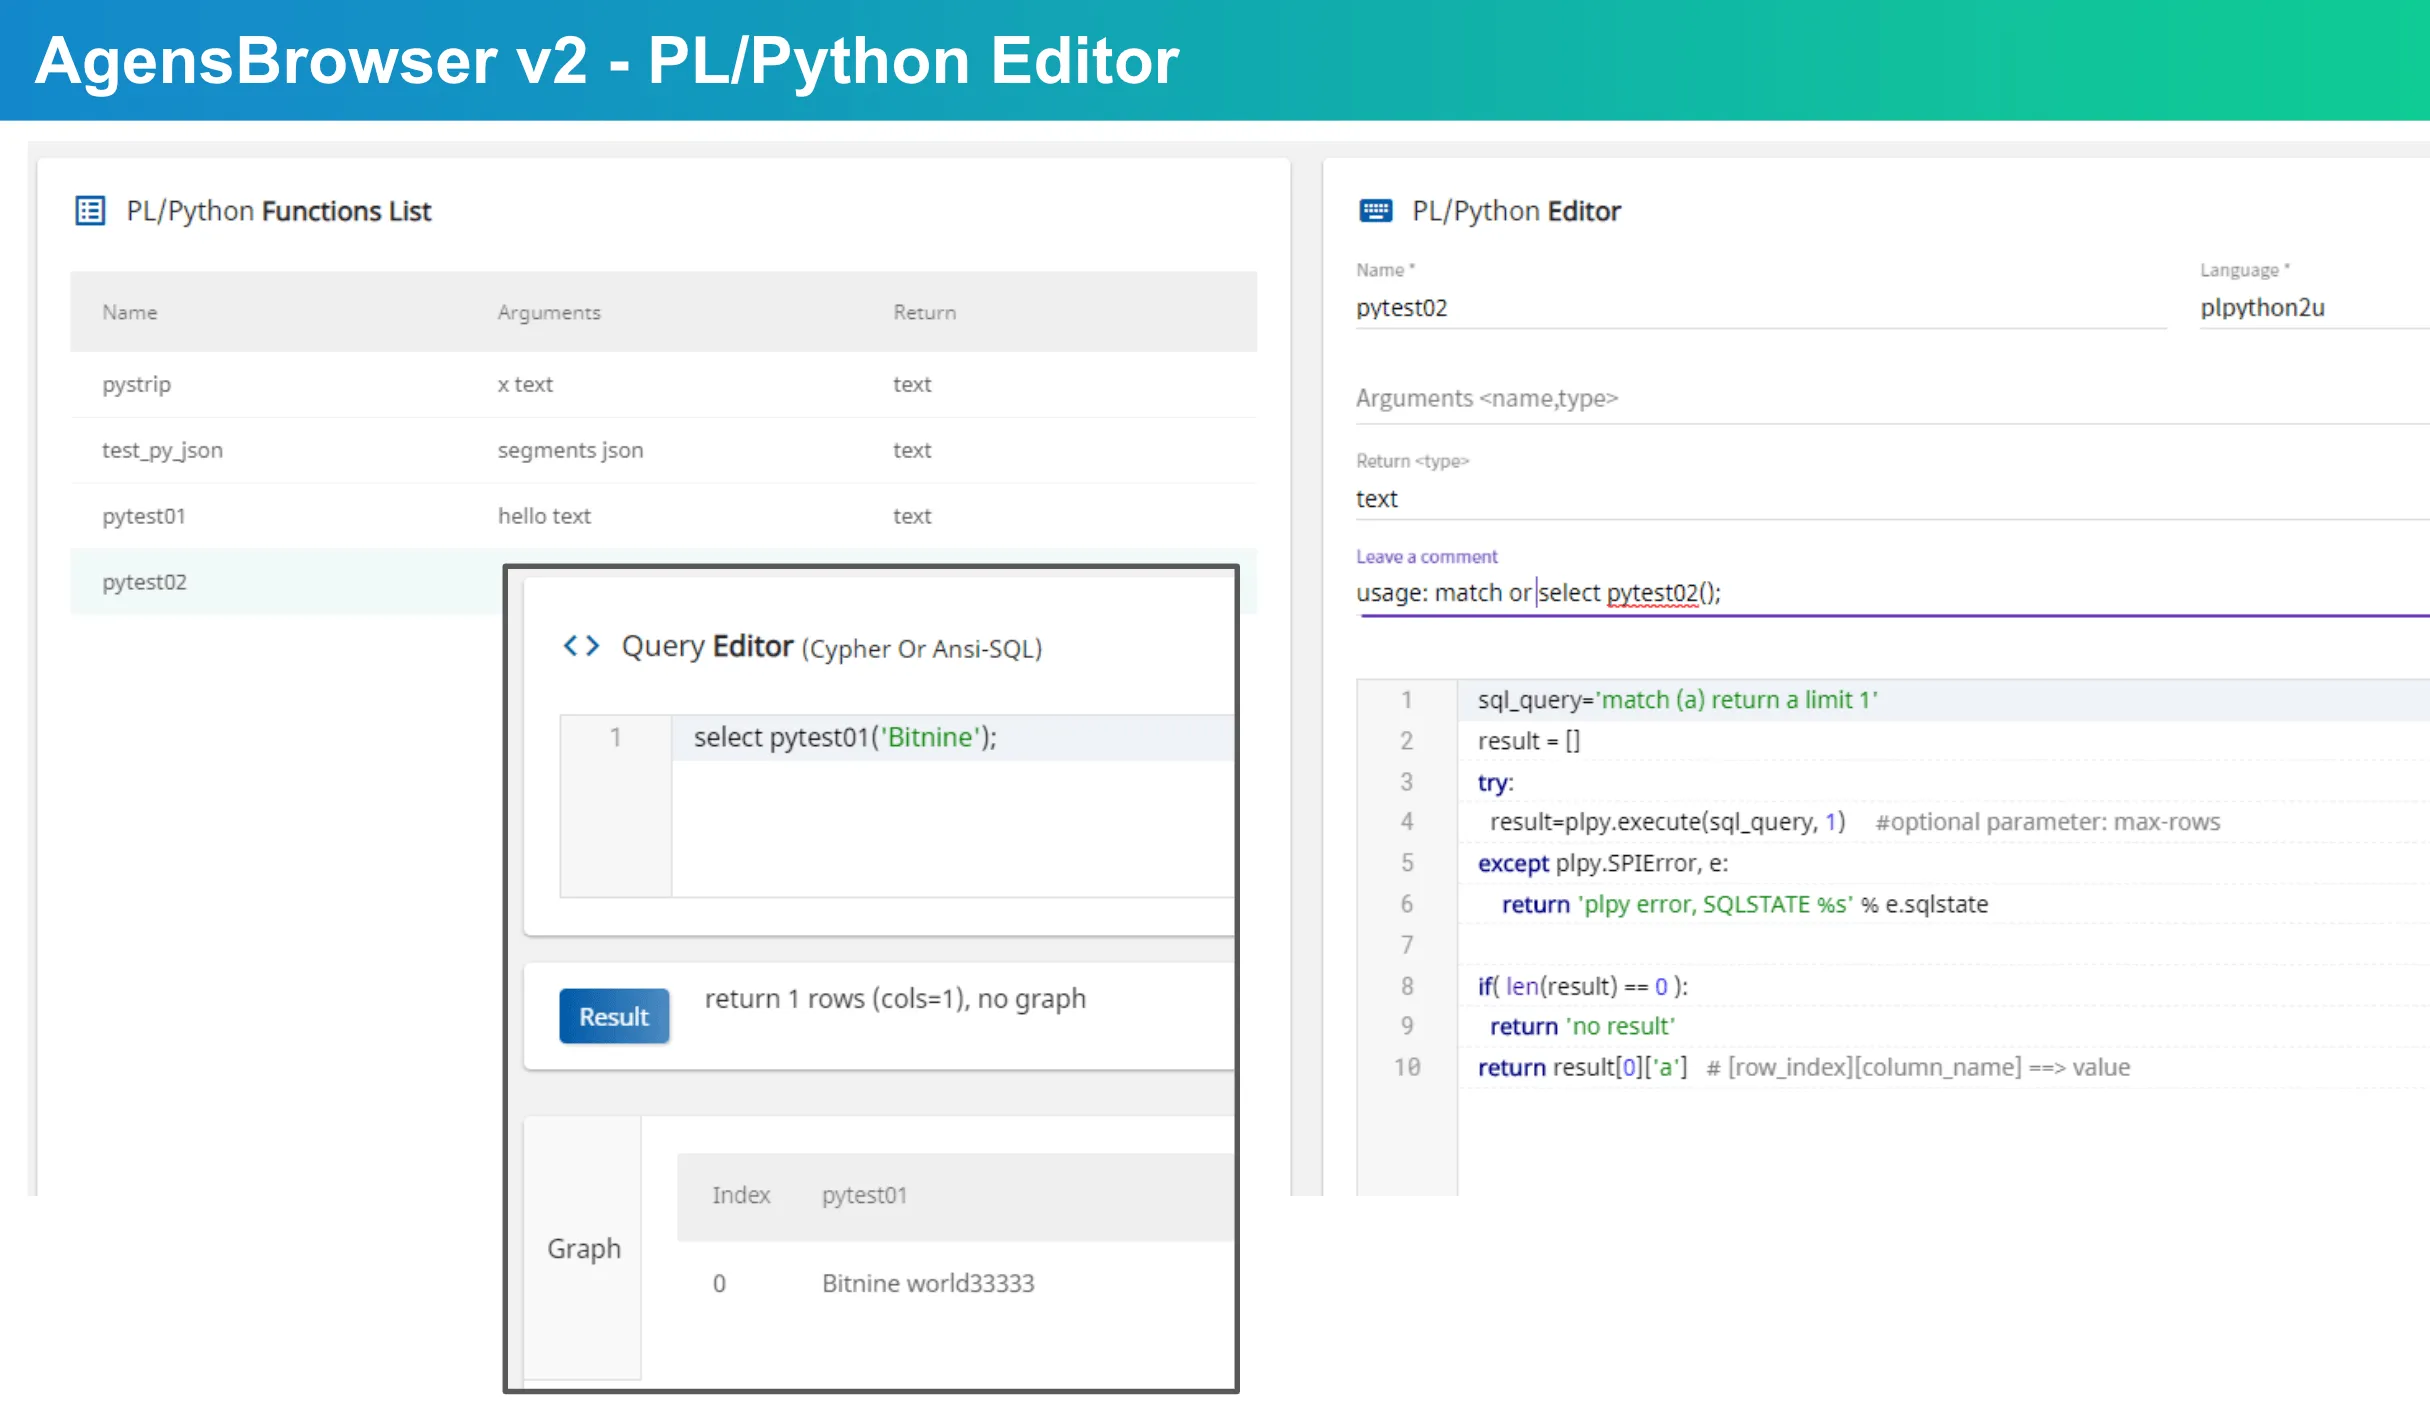 AgensBrowser v2 - PL/Python Editor
PL/Python Functions List
Name Arguments Return
pystrip x text text
test_py_json segments json text
pytest01 hello text text
pytest02
Query Editor (Cypher Or Ansi-SQL)
1 select pytest01('Bitnine');
Result return 1 rows (cols=1), no graph
Graph
Index pytest01
0 Bitnine world33333
PL/Python Editor
Name * Language *
pytest02 plpython2u
Arguments <name,type>
Return <type>
text
Leave a comment
usage: match or select pytest02();
1 sql_query='match (a) return a limit 1'
2 result = []
3 try:
4 result=plpy.execute(sql_query, 1) #optional parameter: max-rows
5 except plpy.SPIError, e:
6 return 'plpy error, SQLSTATE %s' % e.sqlstate
7
8 if( len(result) == 0 ):
9 return 'no result'
10 return result[0]['a'] # [row_index][column_name] ==> value